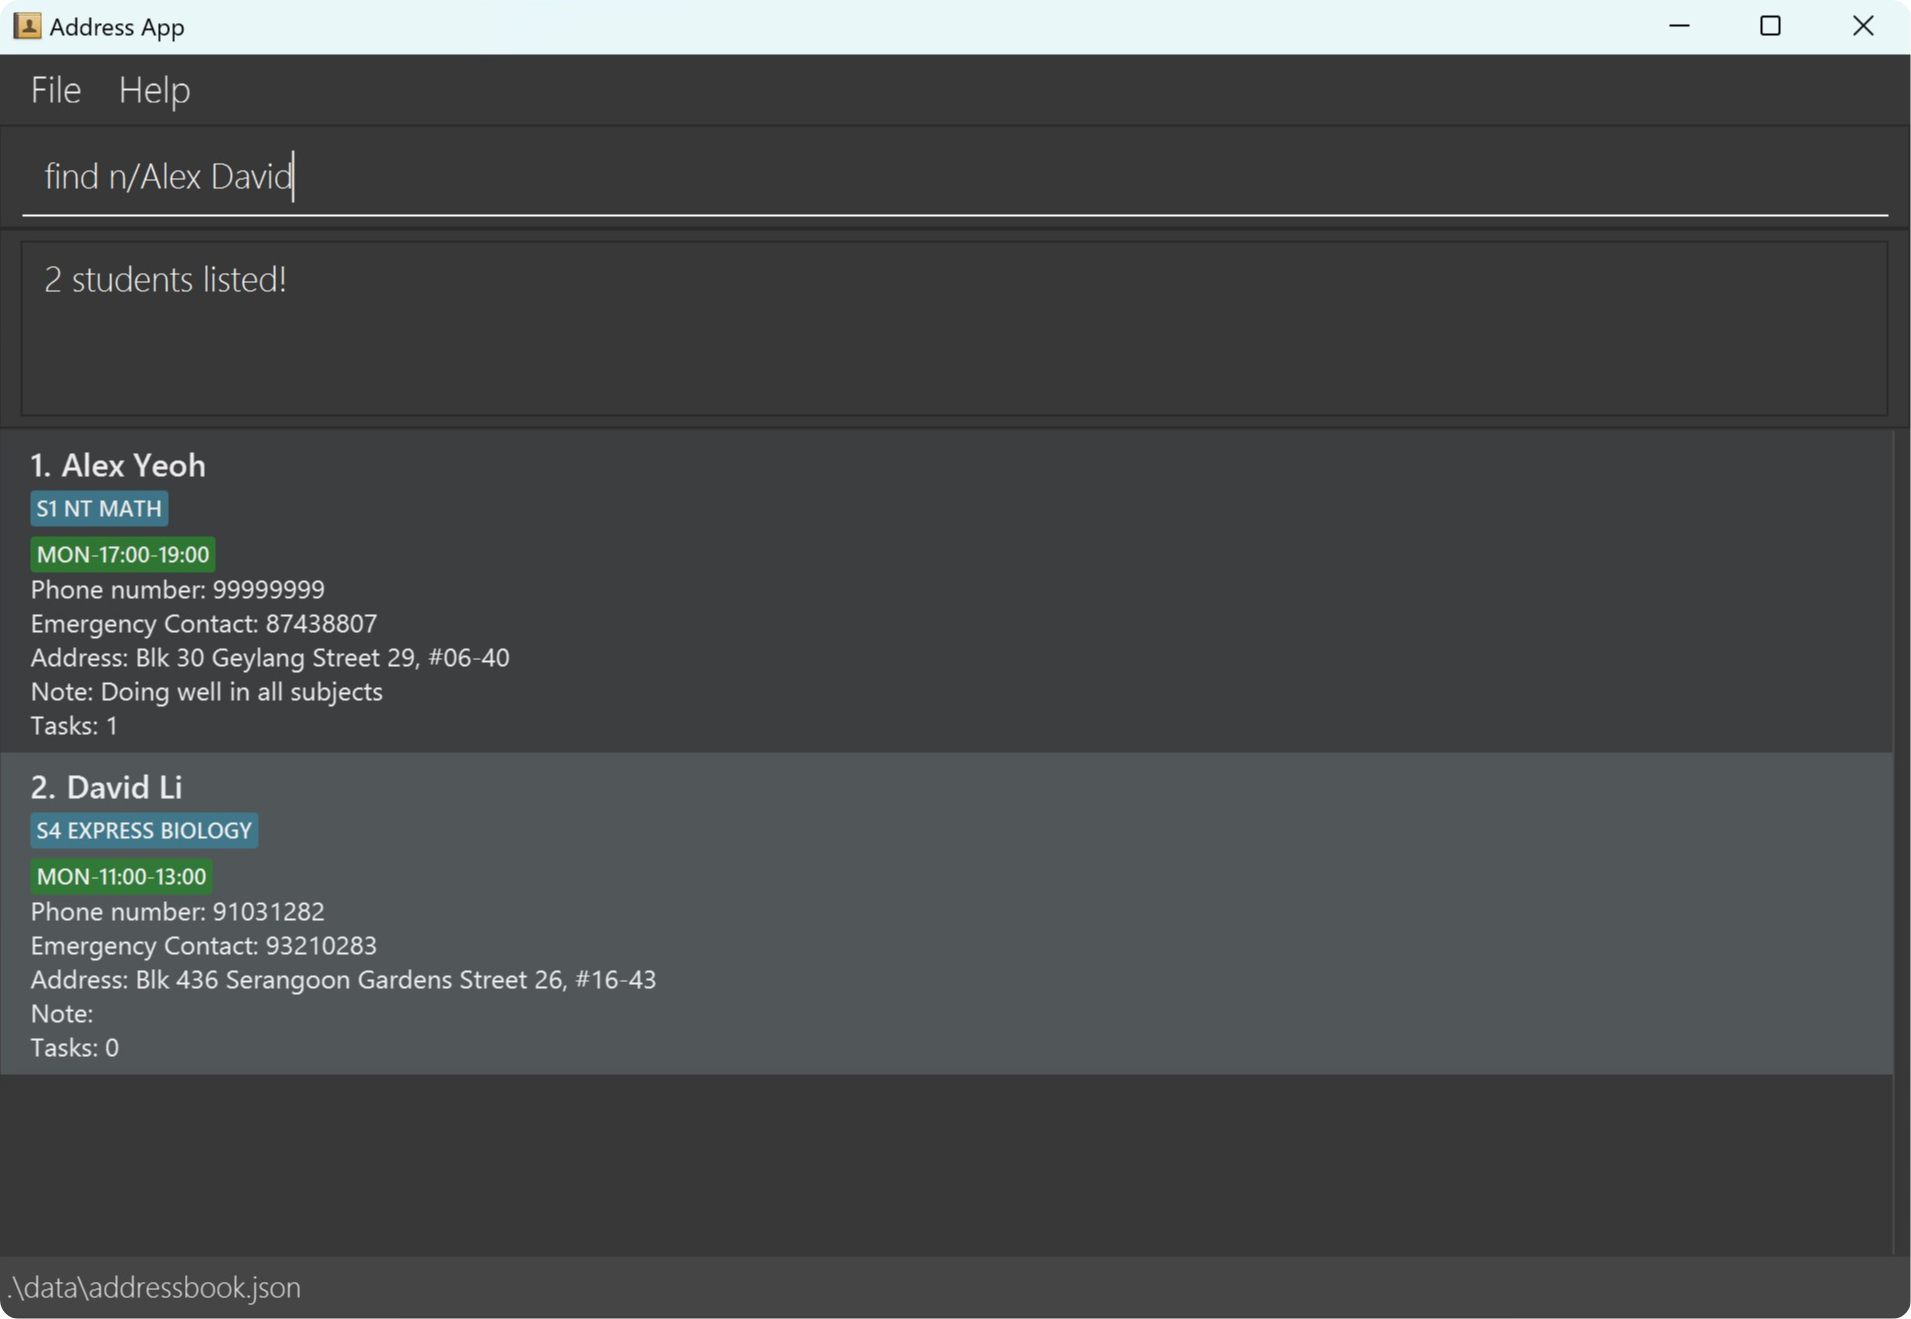 Address App
File Help
find n/Alex David
2 students listed!
1. Alex Yeoh
S1 NT MATH
MON-17:00-19:00
Phone number: 99999999
Emergency Contact: 87438807
Address: Blk 30 Geylang Street 29, #06-40
Note: Doing well in all subjects
Tasks: 1
2. David Li
S4 EXPRESS BIOLOGY
MON-11:00-13:00
Phone number: 91031282
Emergency Contact: 93210283
Address: Blk 436 Serangoon Gardens Street 26, #16-43
Note:
Tasks: 0
.\data\addressbook.json